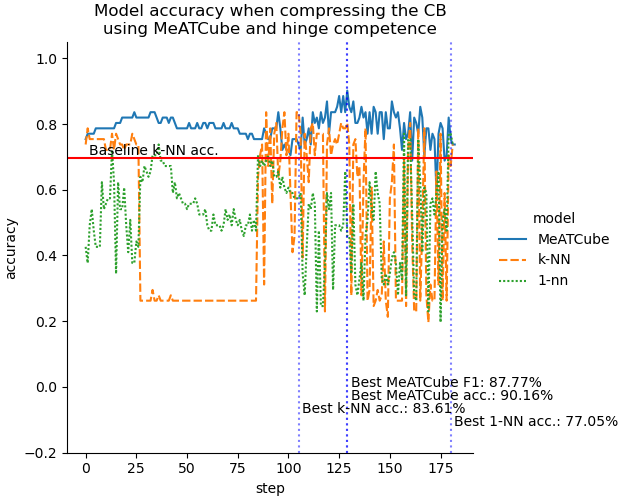 Model accuracy when compressing the CB
using MeATCube and hinge competence
1.0
0.8
0.6
0.4
0.2
0.0
−0.2
accuracy
Baseline k-NN acc.
model
MeATCube
k-NN
1-nn
Best MeATCube F1: 87.77%
Best MeATCube acc.: 90.16%
Best k-NN acc.: 83.61%
Best 1-NN acc.: 77.05%
0 25 50 75 100 125 150 175
step